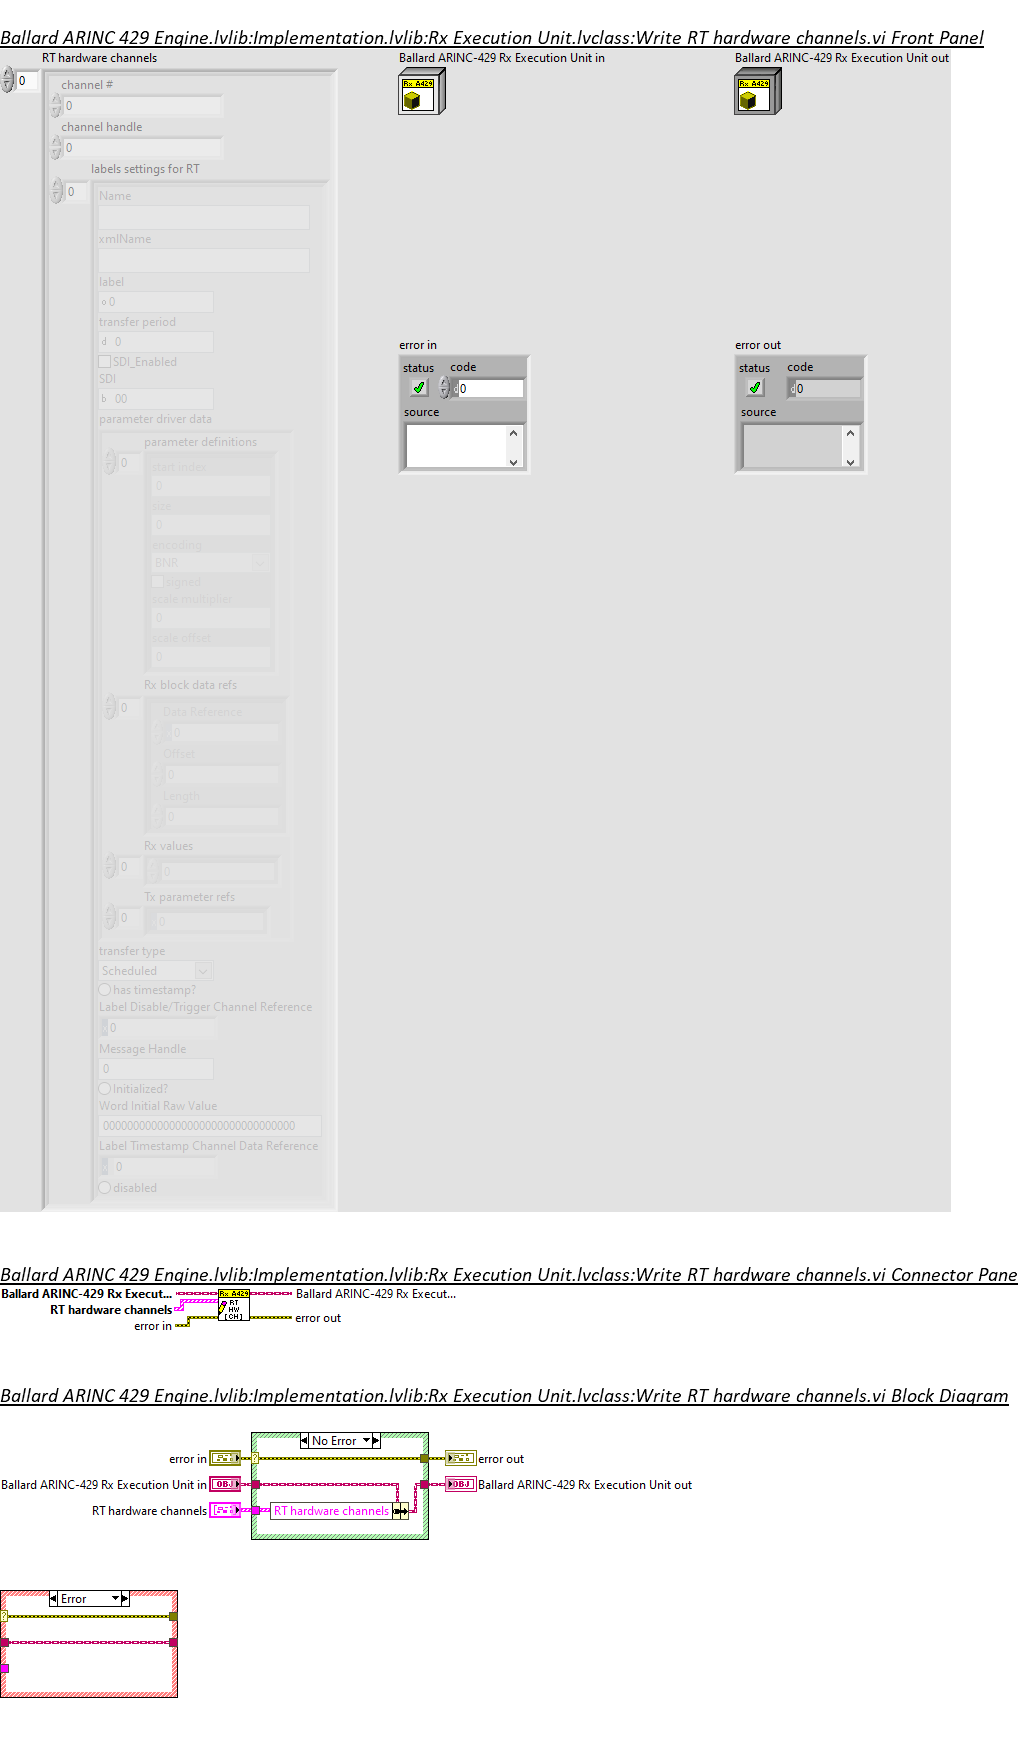 Ballard ARINC 429 Engine.lvlib:Implementation.lvlib:Rx Execution Unit.lvclass:Write RT hardware channels.vi Front Panel
RT hardware channels
Ballard ARINC-429 Rx Execution Unit in
Ballard ARINC-429 Rx Execution Unit out
0
channel #
0
channel handle
0
Rx A429
Rx A429
labels settings for RT
0
Name
xmlName
label
o 0
transfer period
d 0
SDI_Enabled
SDI
b 00
parameter driver data
parameter definitions
0
start index
0
size
0
encoding
BNR
signed
scale multiplier
0
scale offset
0
Rx block data refs
0
Data Reference
0
Offset
0
Length
0
Rx values
0
0
Tx parameter refs
0
0
transfer type
Scheduled
has timestamp?
Label Disable/Trigger Channel Reference
0
Message Handle
0
Initialized?
Word Initial Raw Value
00000000000000000000000000000000
Label Timestamp Channel Data Reference
0
disabled
error in
status code
d 0
source
error out
status code
d 0
source
Ballard ARINC 429 Engine.lvlib:Implementation.lvlib:Rx Execution Unit.lvclass:Write RT hardware channels.vi Connector Pane
Ballard ARINC-429 Rx Execut...
RT hardware channels
error in
Rx A429
RT
HW
[CH]
Ballard ARINC-429 Rx Execut...
error out
Ballard ARINC 429 Engine.lvlib:Implementation.lvlib:Rx Execution Unit.lvclass:Write RT hardware channels.vi Block Diagram
No Error
error in
?
error out
Ballard ARINC-429 Rx Execution Unit in
OBJ
OBJ
Ballard ARINC-429 Rx Execution Unit out
RT hardware channels
RT hardware channels
Error
?